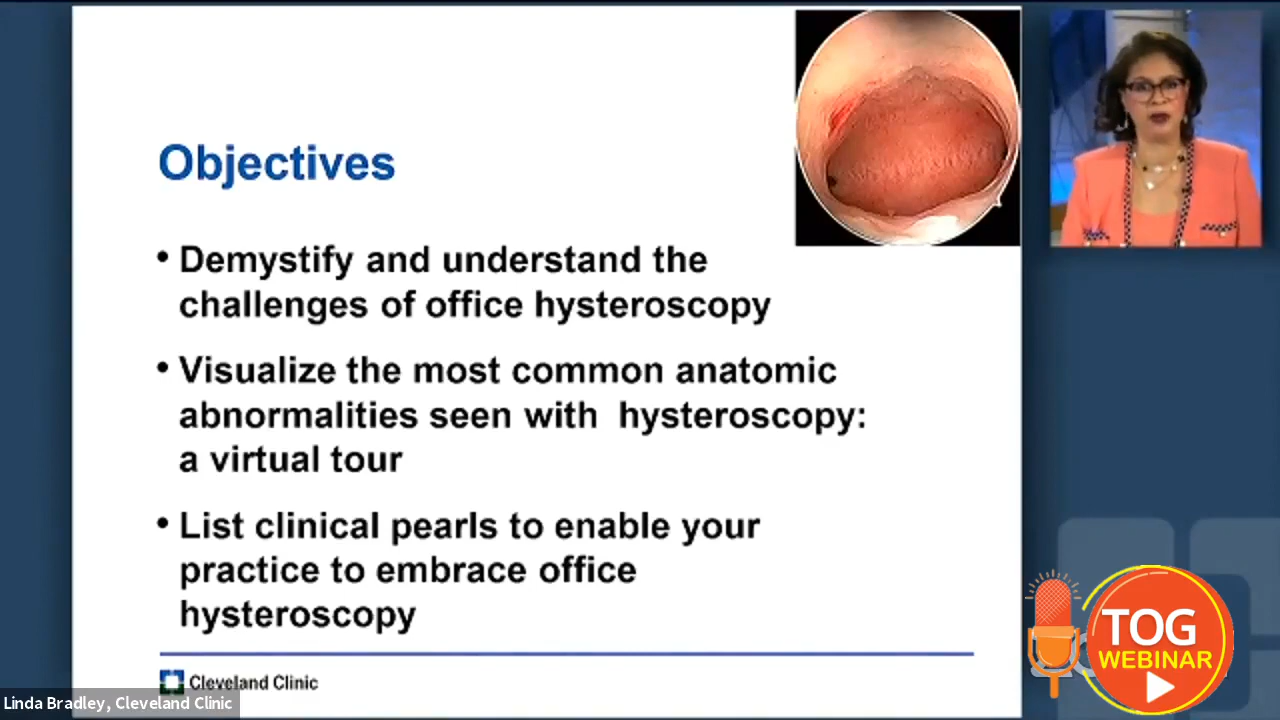 Objectives
• Demystify and understand the
challenges of office hysteroscopy
• Visualize the most common anatomic
abnormalities seen with hysteroscopy:
a virtual tour
• List clinical pearls to enable your
practice to embrace office
hysteroscopy
Cleveland Clinic
Linda Bradley, Cleveland Clinic
TOG
WEBINAR